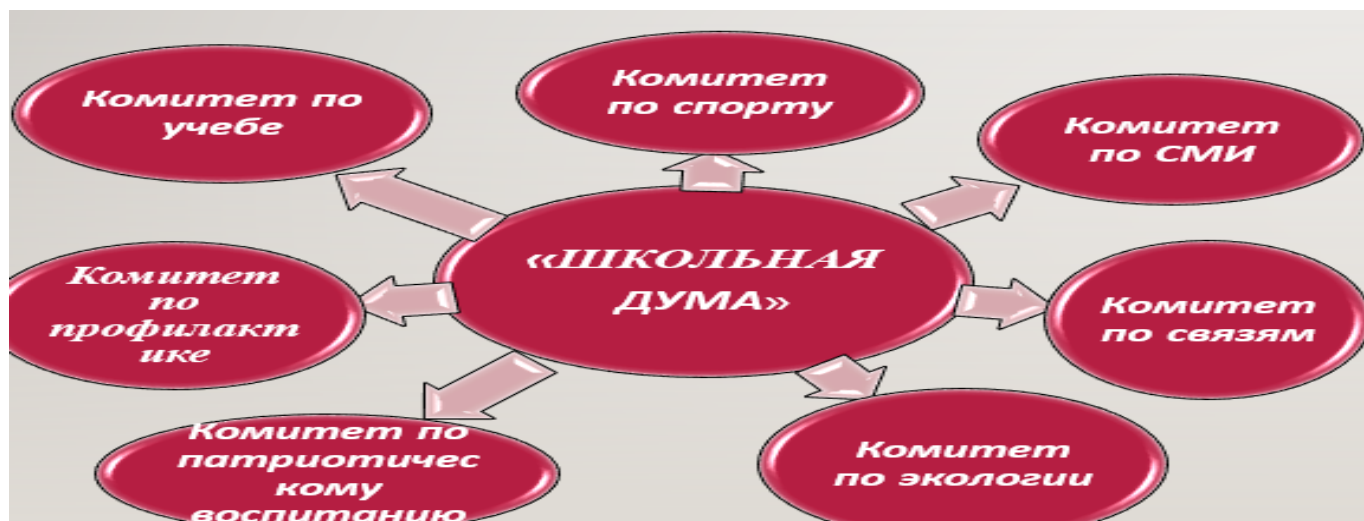 Комитет по
учебе
Комитет
по спорту
Комитет
по СМИ
«ШКОЛЬНАЯ
ДУМА»
Комитет
по
профилакт
ике
Комитет
по связям
Комитет по
патриотичес
кому
воспитанию
Комитет
по экологии